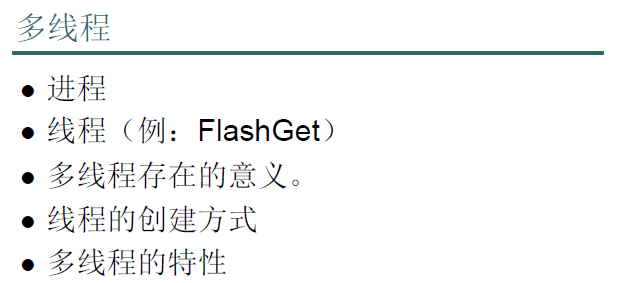 多线程
● 进程
● 线程（例：FlashGet）
● 多线程存在的意义。
● 线程的创建方式
● 多线程的特性